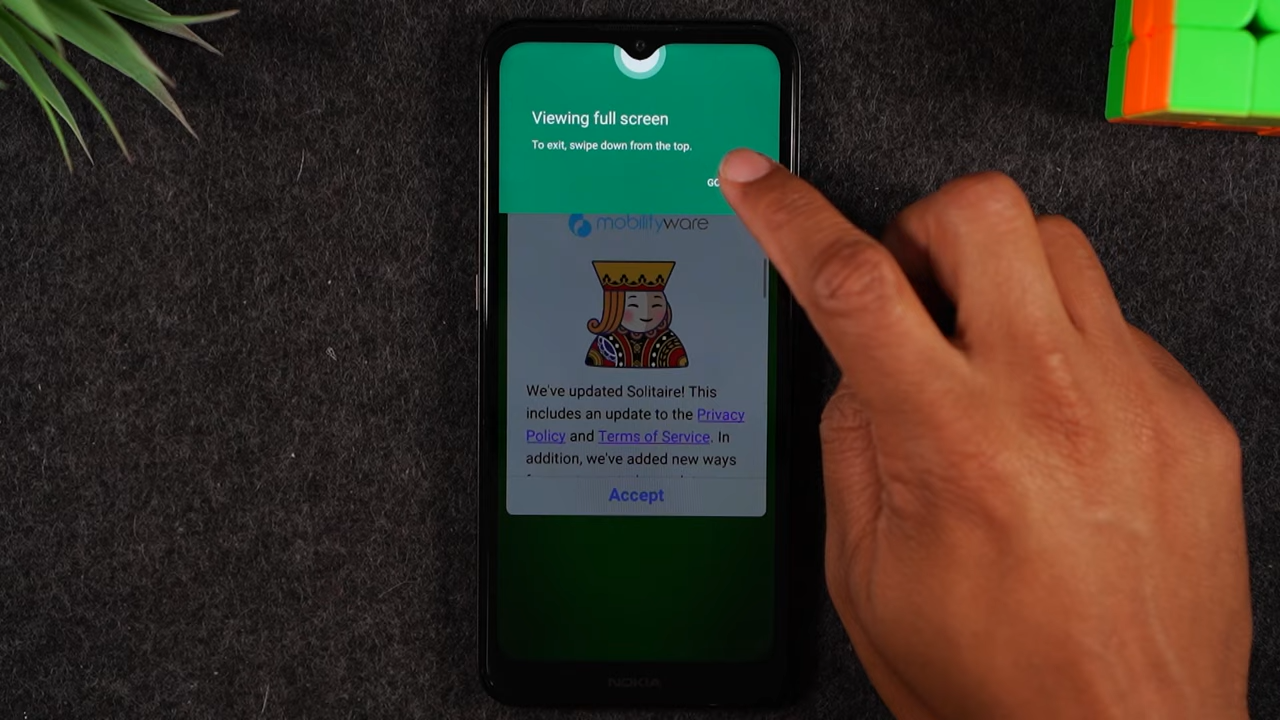 Viewing full screen
To exit, swipe down from the top.
mobilityware
We've updated Solitaire! This
includes an update to the Privacy
Policy and Terms of Service. In
addition, we've added new ways
Accept
NOKIA